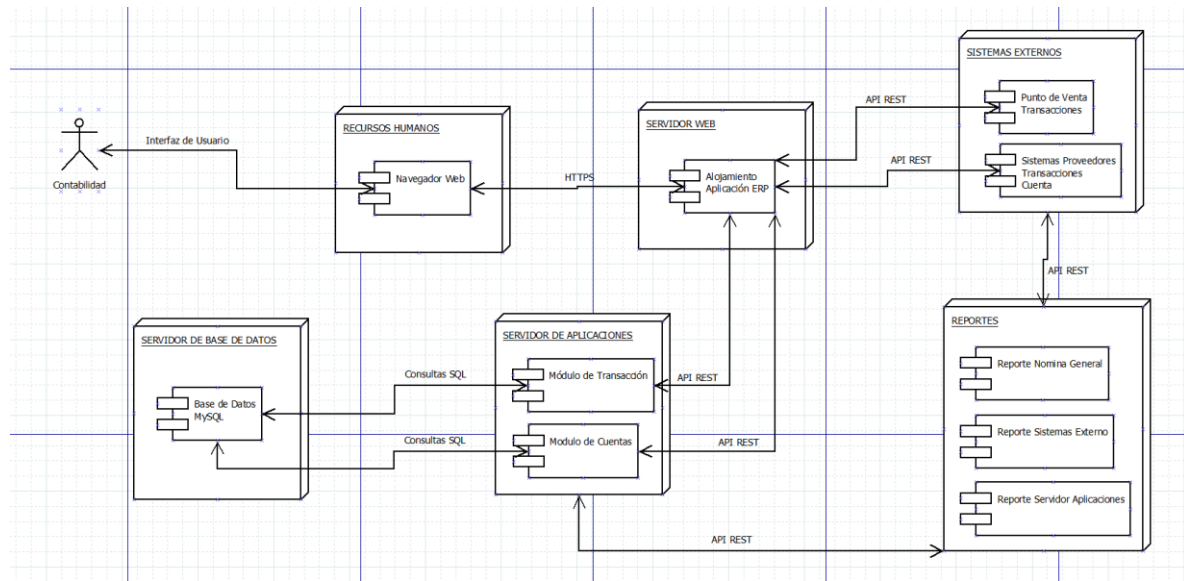 SISTEMAS EXTERNOS
Punto de Venta
Transacciones
Sistemas Proveedores
Transacciones
Cuenta
API REST
API REST
SERVIDOR WEB
Alojamiento
Aplicación ERP
RECURSOS HUMANOS
Navegador Web
HTTPS
Interfaz de Usuario
Contabilidad
API REST
SERVIDOR DE BASE DE DATOS
Base de Datos
MySQL
Consultas SQL
Consultas SQL
SERVIDOR DE APLICACIONES
Módulo de Transacción
Modulo de Cuentas
API REST
API REST
REPORTES
Reporte Nomina General
Reporte Sistemas Externo
Reporte Servidor Aplicaciones
API REST